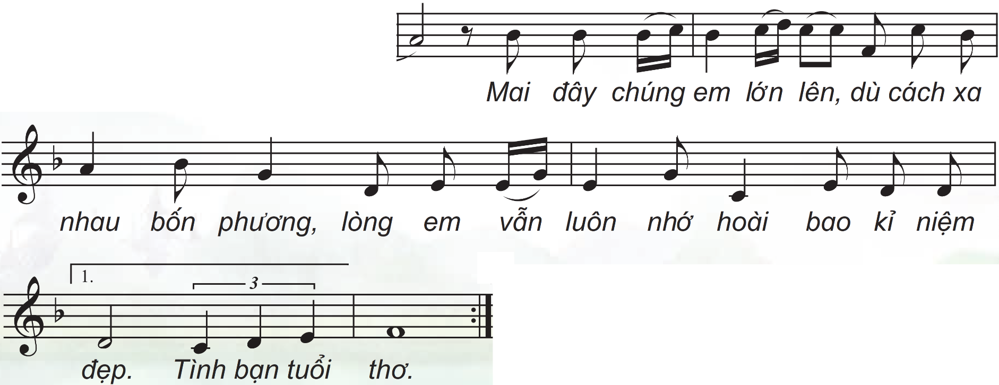 Mai đây chúng em lớn lên, dù cách xa
nhau bốn phương, lòng em vẫn luôn nhớ hoài bao kỉ niệm
1.
3
đẹp. Tình bạn tuổi thơ.